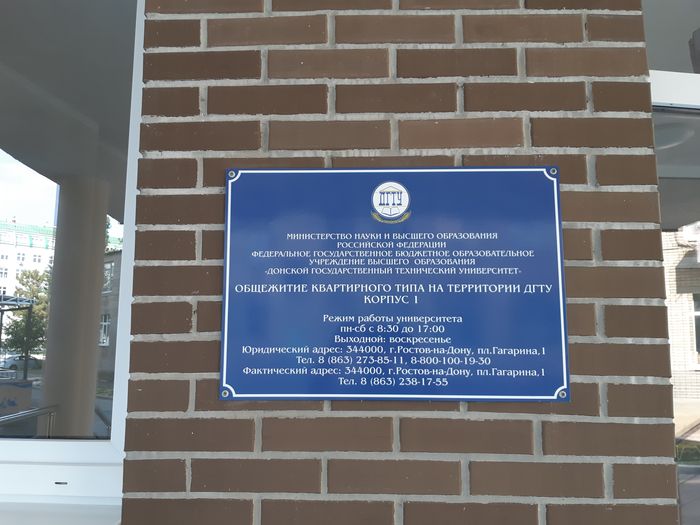 ДГТУ
МИНИСТЕРСТВО НАУКИ И ВЫСШЕГО ОБРАЗОВАНИЯ
РОССИЙСКОЙ ФЕДЕРАЦИИ
ФЕДЕРАЛЬНОЕ ГОСУДАРСТВЕННОЕ БЮДЖЕТНОЕ ОБРАЗОВАТЕЛЬНОЕ
УЧРЕЖДЕНИЕ ВЫСШЕГО ОБРАЗОВАНИЯ
«ДОНСКОЙ ГОСУДАРСТВЕННЫЙ ТЕХНИЧЕСКИЙ УНИВЕРСИТЕТ»
ОБЩЕЖИТИЕ КВАРТИРНОГО ТИПА НА ТЕРРИТОРИИ ДГТУ
КОРПУС 1
Режим работы университета
пн-сб с 8:30 до 17:00
Выходной: воскресенье
Юридический адрес: 344000, г.Ростов-на-Дону, пл.Гагарина,1
Тел. 8 (863) 273-85-11, 8-800-100-19-30
Фактический адрес: 344000, г.Ростов-на-Дону, пл.Гагарина,1
Тел. 8 (863) 238-17-55